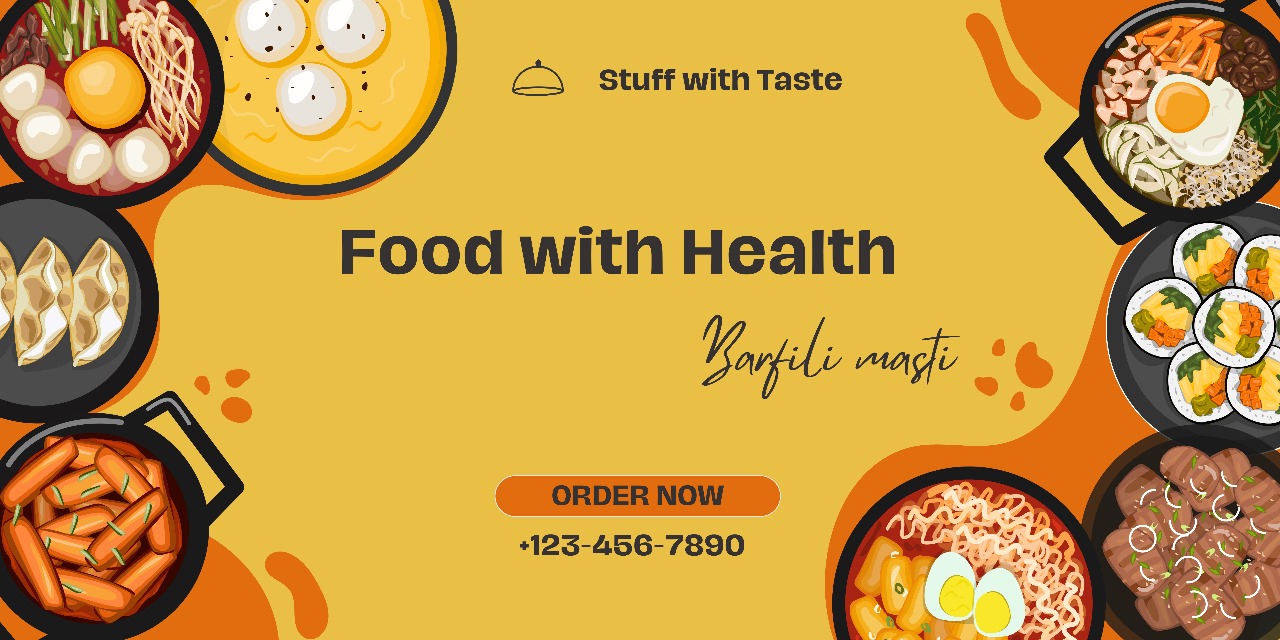 Stuff with Taste
Food with Health
Barfili masti
ORDER NOW
+123-456-7890